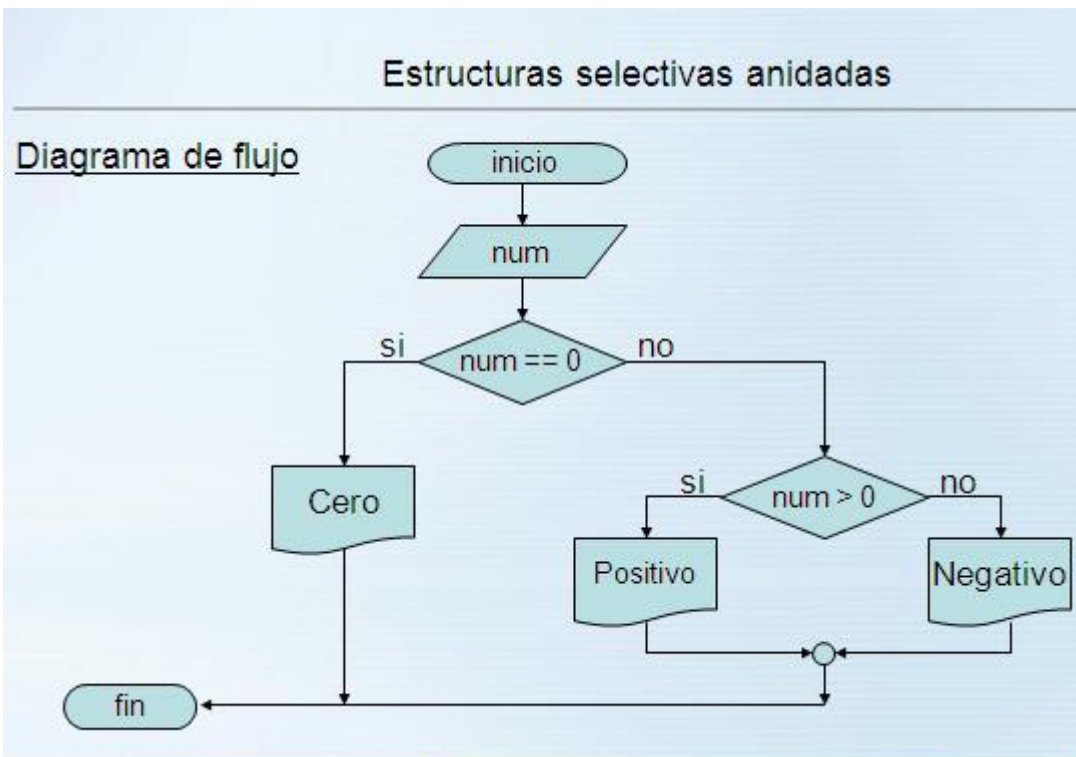 Estructuras selectivas anidadas
Diagrama de flujo
inicio
num
si
num == 0
no
Cero
si
num > 0
no
Positivo
Negativo
fin